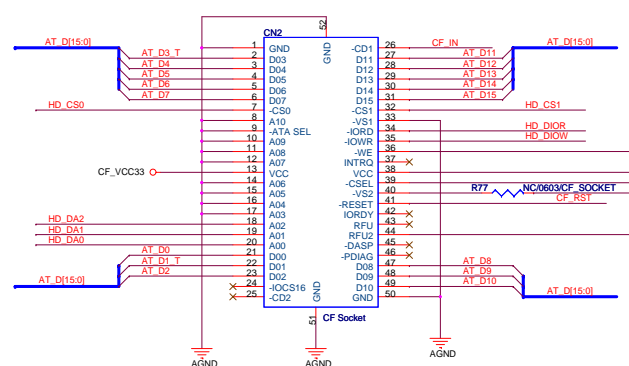 CN2
52
GND
AT_D[15:0]
AT_D[15:0]
1 GND -CD1 26 CF_IN
AT_D3_T 2 D03 D11 27 AT_D11
AT_D4 3 D04 D12 28 AT_D12
AT_D5 4 D05 D13 29 AT_D13
AT_D6 5 D06 D14 30 AT_D14
AT_D7 6 D07 D15 31 AT_D15
HD_CS0 7 -CS0 -CS1 32 HD_CS1
8 A10 -VS1 33
9 -ATA SEL -IORD 34 HD_DIOR
10 A09 -IOWR 35 HD_DIOW
11 A08 -WE 36
12 A07 INTRQ 37
CF_VCC33 13 VCC VCC 38
14 A06 -CSEL 39
15 A05 -VS2 40 R77 NC/0603/CF_SOCKET
16 A04 -RESET 41 CF_RST
17 A03 IORDY 42
HD_DA2 18 A02 RFU 43
HD_DA1 19 A01 RFU2 44
HD_DA0 20 A00 -DASP 45
AT_D0 21 D00 -PDIAG 46
AT_D1_T 22 D01 D08 47 AT_D8
AT_D2 23 D02 D09 48 AT_D9
AT_D[15:0] 24 -IOCS16 D10 49 AT_D10
25 -CD2 GND 50 AT_D[15:0]
GND
51
CF Socket
AGND
AGND
AGND